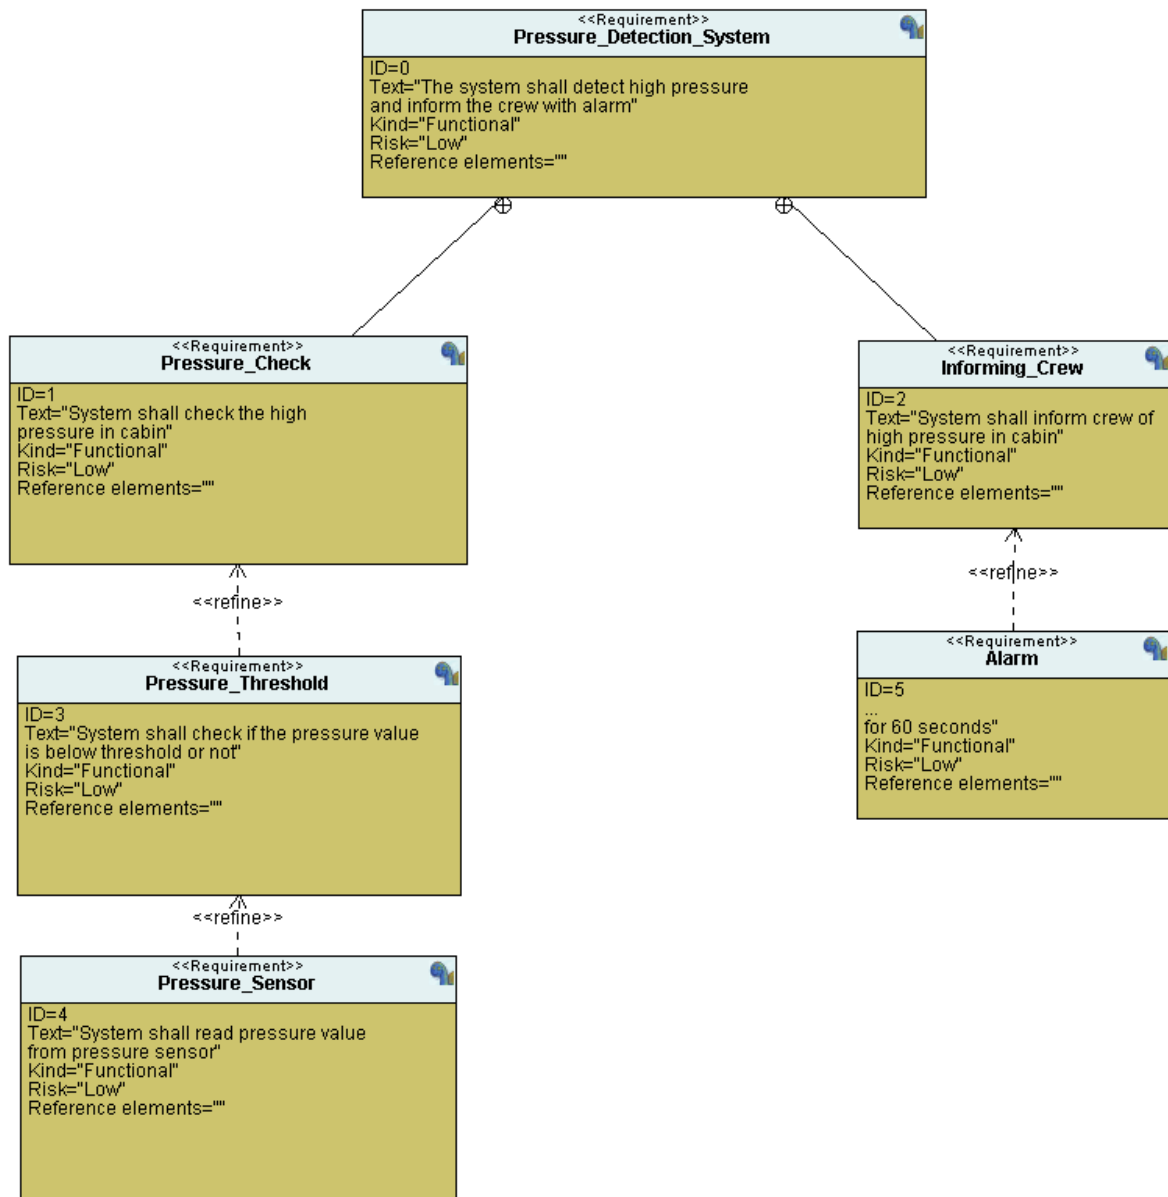 <<Requirement>>
Pressure_Detection_System
ID=0
Text="The system shall detect high pressure
and inform the crew with alarm"
Kind="Functional"
Risk="Low"
Reference elements=""
<<Requirement>>
Pressure_Check
ID=1
Text="System shall check the high
pressure in cabin"
Kind="Functional"
Risk="Low"
Reference elements=""
<<Requirement>>
Informing_Crew
ID=2
Text="System shall inform crew of
high pressure in cabin"
Kind="Functional"
Risk="Low"
Reference elements=""
<<refine>>
<<refine>>
<<Requirement>>
Pressure_Threshold
ID=3
Text="System shall check if the pressure value
is below threshold or not"
Kind="Functional"
Risk="Low"
Reference elements=""
<<Requirement>>
Alarm
ID=5
...
for 60 seconds"
Kind="Functional"
Risk="Low"
Reference elements=""
<<refine>>
<<Requirement>>
Pressure_Sensor
ID=4
Text="System shall read pressure value
from pressure sensor"
Kind="Functional"
Risk="Low"
Reference elements=""